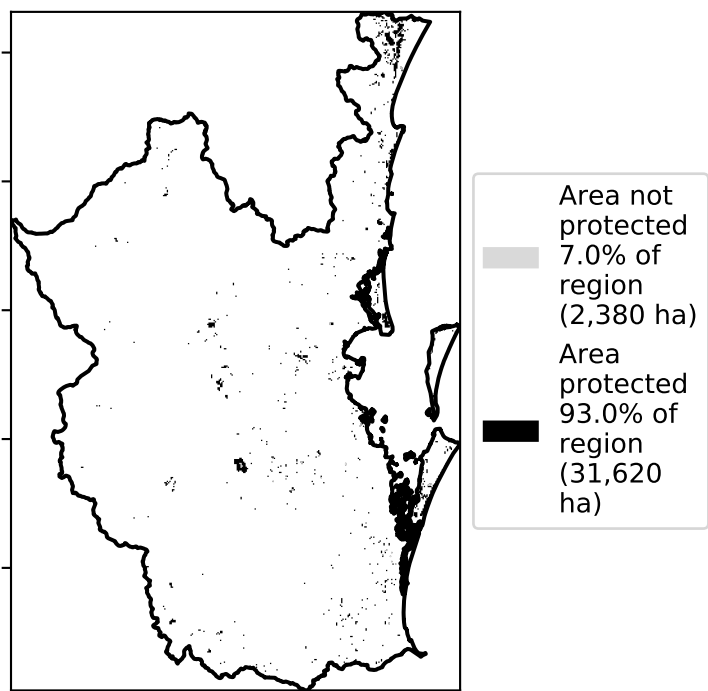 Area not
protected
7.0% of
region
(2,380 ha)
Area
protected
93.0% of
region
(31,620
ha)